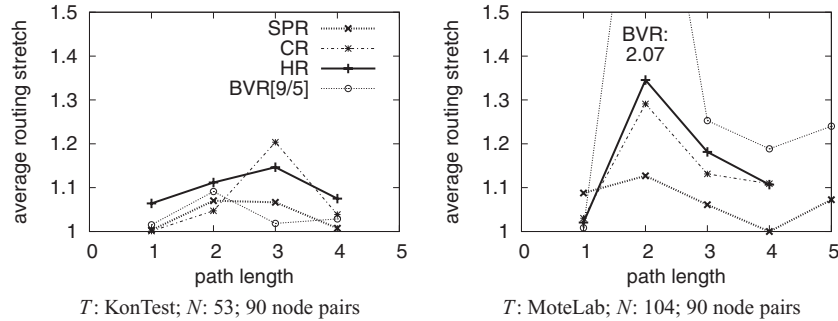 average routing stretch
1.5
1.4
1.3
1.2
1.1
1
SPR
CR
HR
BVR[9/5]
0 1 2 3 4 5
path length
T: KonTest; N: 53; 90 node pairs
average routing stretch
1.5
1.4
1.3
1.2
1.1
1
BVR:
2.07
0 1 2 3 4 5
path length
T: MoteLab; N: 104; 90 node pairs